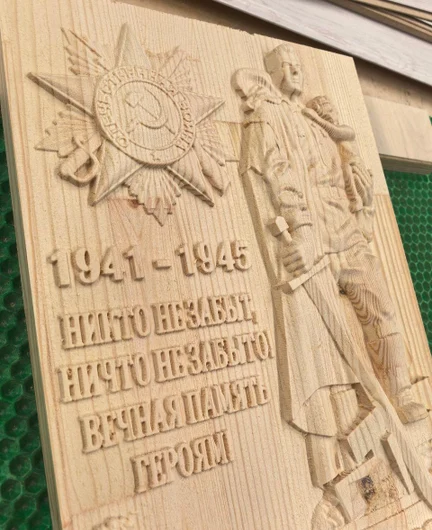 1941-1945
НИКТО НЕ ЗАБЫТ,
НИЧТО НЕ ЗАБЫТО!
ВЕЧНАЯ ПАМЯТЬ
ГЕРОЯМ